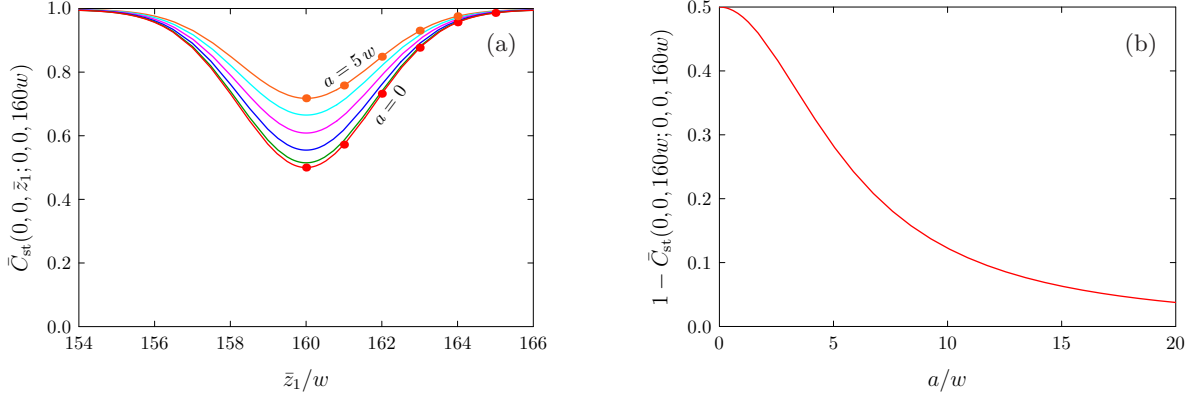 (a)
a = 5 w
a = 0
1.0
0.8
0.6
0.4
0.2
0.0
154 156 158 160 162 164 166
z̄₁/w
C̄ₛₜ(0, 0, z̄₁; 0, 0, 160w)
(b)
0.5
0.4
0.3
0.2
0.1
0.0
0 5 10 15 20
a/w
1 − C̄ₛₜ(0, 0, 160w; 0, 0, 160w)